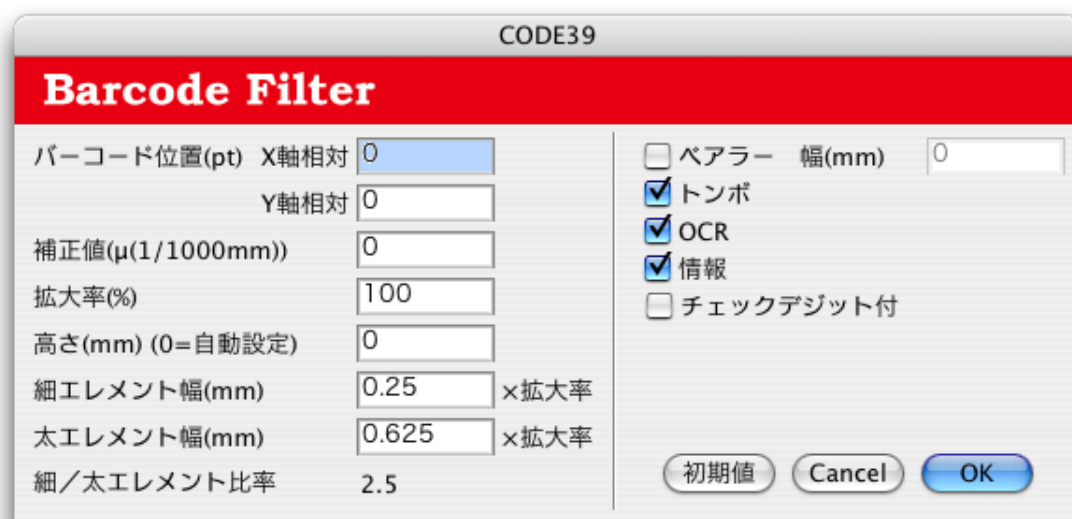 CODE39
Barcode Filter
バーコード位置(pt) X軸相対 0
Y軸相対 0
補正値(μ(1/1000mm)) 0
拡大率(%) 100
高さ(mm) (0=自動設定) 0
細エレメント幅(mm) 0.25 ×拡大率
太エレメント幅(mm) 0.625 ×拡大率
細／太エレメント比率 2.5
ベアラー 幅(mm) 0
トンボ
OCR
情報
チェックデジット付
初期値 Cancel OK